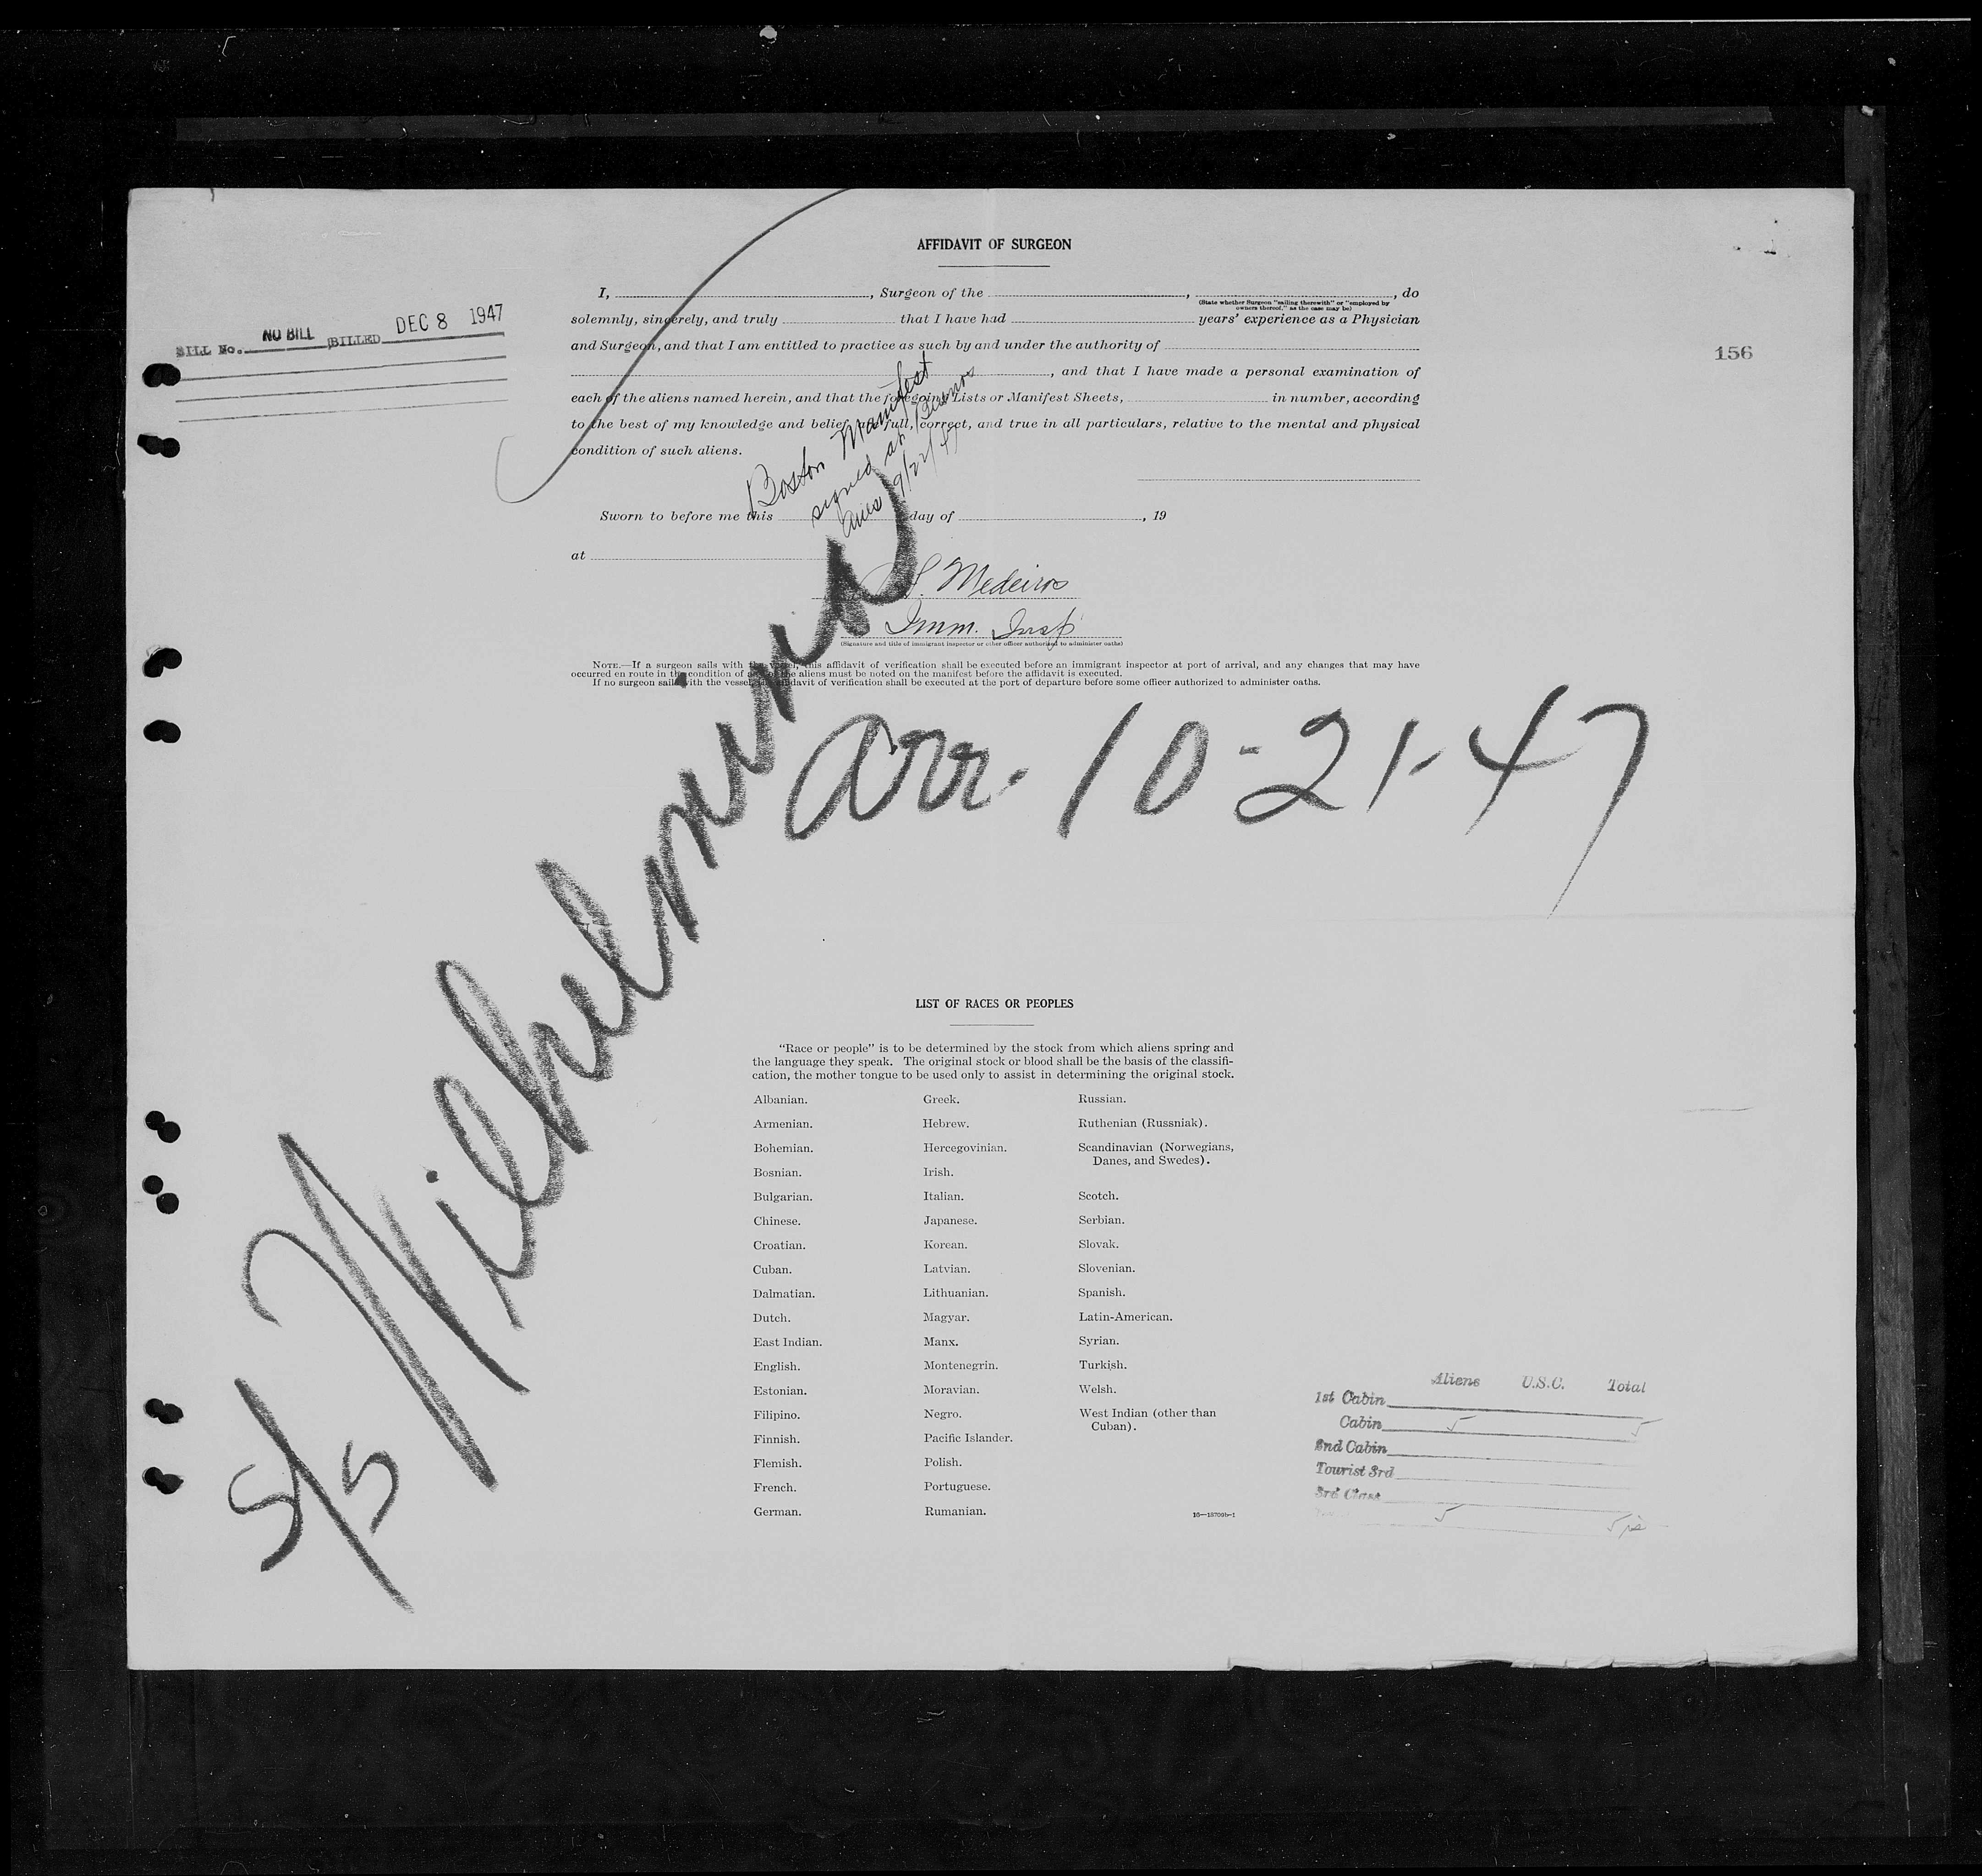 AFFIDAVIT OF SURGEON
I, , Surgeon of the , , do
(State whether Surgeon "sailing therewith" or "employed by
owners thereof," as the case may be)
solemnly, sincerely, and truly that I have had years' experience as a Physician
and Surgeon, and that I am entitled to practice as such by and under the authority of
, and that I have made a personal examination of
each of the aliens named herein, and that the foregoing Lists or Manifest Sheets, in number, according
to the best of my knowledge and belief, are full, correct, and true in all particulars, relative to the mental and physical
condition of such aliens.
BILL No. NO BILL BILLED DEC 8 1947
156
Boston Manifest
signed at Buenos
Aires 9/22/47
Sworn to before me this day of , 19
at
S. Medeiros
Imm. Insp
(Signature and title of immigrant inspector or other officer authorized to administer oaths)
NOTE.—If a surgeon sails with the vessel, this affidavit of verification shall be executed before an immigrant inspector at port of arrival, and any changes that may have
occurred en route in the condition of any of the aliens must be noted on the manifest before the affidavit is executed.
If no surgeon sails with the vessel, the affidavit of verification shall be executed at the port of departure before some officer authorized to administer oaths.
S/S Wilhelmina
arr. 10-21-47
LIST OF RACES OR PEOPLES
"Race or people" is to be determined by the stock from which aliens spring and
the language they speak. The original stock or blood shall be the basis of the classifi-
cation, the mother tongue to be used only to assist in determining the original stock.
Albanian.
Armenian.
Bohemian.
Bosnian.
Bulgarian.
Chinese.
Croatian.
Cuban.
Dalmatian.
Dutch.
East Indian.
English.
Estonian.
Filipino.
Finnish.
Flemish.
French.
German.
Greek.
Hebrew.
Hercegovinian.
Irish.
Italian.
Japanese.
Korean.
Latvian.
Lithuanian.
Magyar.
Manx.
Montenegrin.
Moravian.
Negro.
Pacific Islander.
Polish.
Portuguese.
Rumanian.
Russian.
Ruthenian (Russniak).
Scandinavian (Norwegians,
Danes, and Swedes).
Scotch.
Serbian.
Slovak.
Slovenian.
Spanish.
Latin-American.
Syrian.
Turkish.
Welsh.
West Indian (other than
Cuban).
16—18706b-1
Aliens U.S.C. Total
1st Cabin
Cabin 5 5
2nd Cabin
Tourist 3rd
3rd Class
5 5